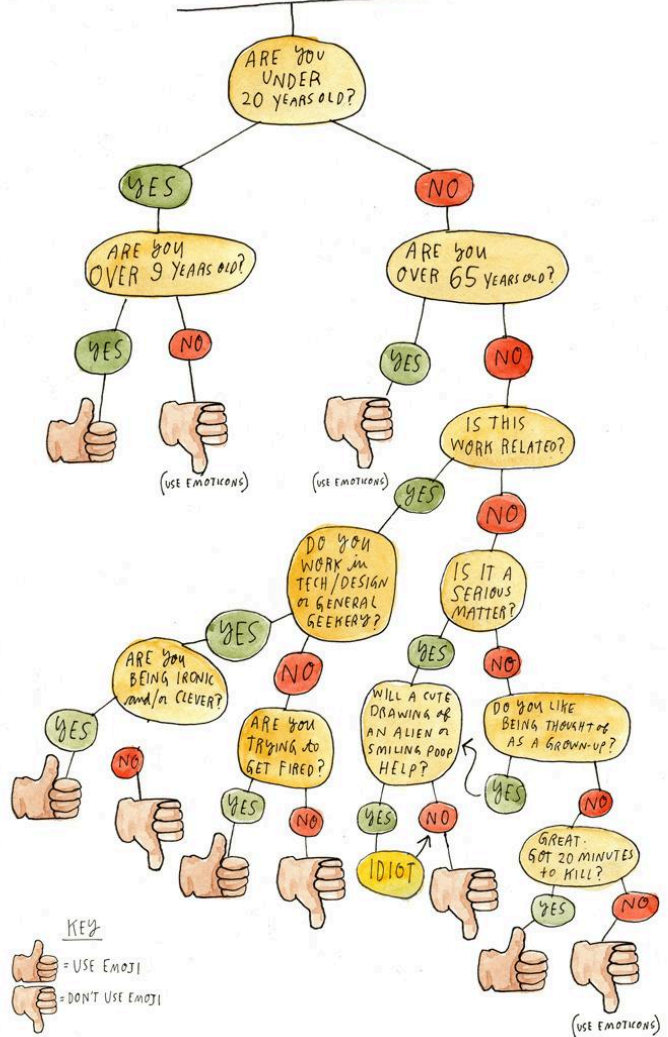 ARE YOU
UNDER
20 YEARS OLD?
YES
NO
ARE YOU
OVER 9 YEARS OLD?
ARE YOU
OVER 65 YEARS OLD?
YES
NO
YES
NO
(USE EMOTICONS)
(USE EMOTICONS)
IS THIS
WORK RELATED?
YES
NO
DO YOU
WORK in
TECH/DESIGN
or GENERAL
GEEKERY?
IS IT A
SERIOUS
MATTER?
YES
NO
YES
NO
ARE YOU
BEING IRONIC
and/or CLEVER?
ARE YOU
TRYING to
GET FIRED?
WILL A CUTE
DRAWING of
AN ALIEN or
SMILING POOP
HELP?
DO YOU LIKE
BEING THOUGHT of
AS A GROWN-UP?
YES
NO
YES
NO
YES
NO
YES
NO
IDIOT
GREAT.
GOT 20 MINUTES
to KILL?
YES
NO
(USE EMOTICONS)
KEY
= USE EMOJI
= DON'T USE EMOJI